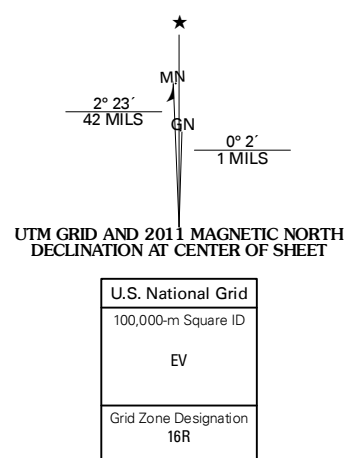 MN
2° 23´
42 MILS
GN
0° 2´
1 MILS
UTM GRID AND 2011 MAGNETIC NORTH
DECLINATION AT CENTER OF SHEET
U.S. National Grid
100,000-m Square ID
EV
Grid Zone Designation
16R